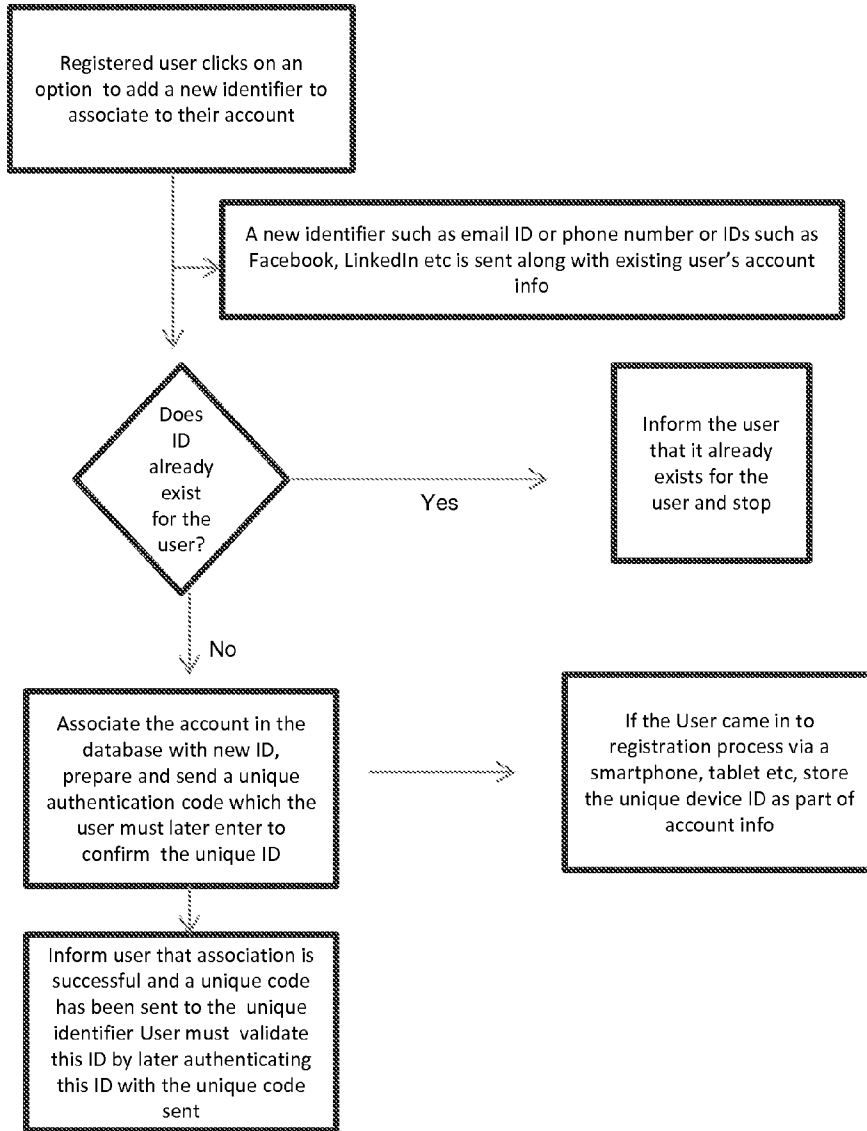 Registered user clicks on an
option to add a new identifier to
associate to their account
A new identifier such as email ID or phone number or IDs such as
Facebook, LinkedIn etc is sent along with existing user's account
info
Does
ID
already
exist
for the
user?
Yes
Inform the user
that it already
exists for the
user and stop
No
Associate the account in the
database with new ID,
prepare and send a unique
authentication code which the
user must later enter to
confirm the unique ID
If the User came in to
registration process via a
smartphone, tablet etc, store
the unique device ID as part of
account info
Inform user that association is
successful and a unique code
has been sent to the unique
identifier User must validate
this ID by later authenticating
this ID with the unique code
sent